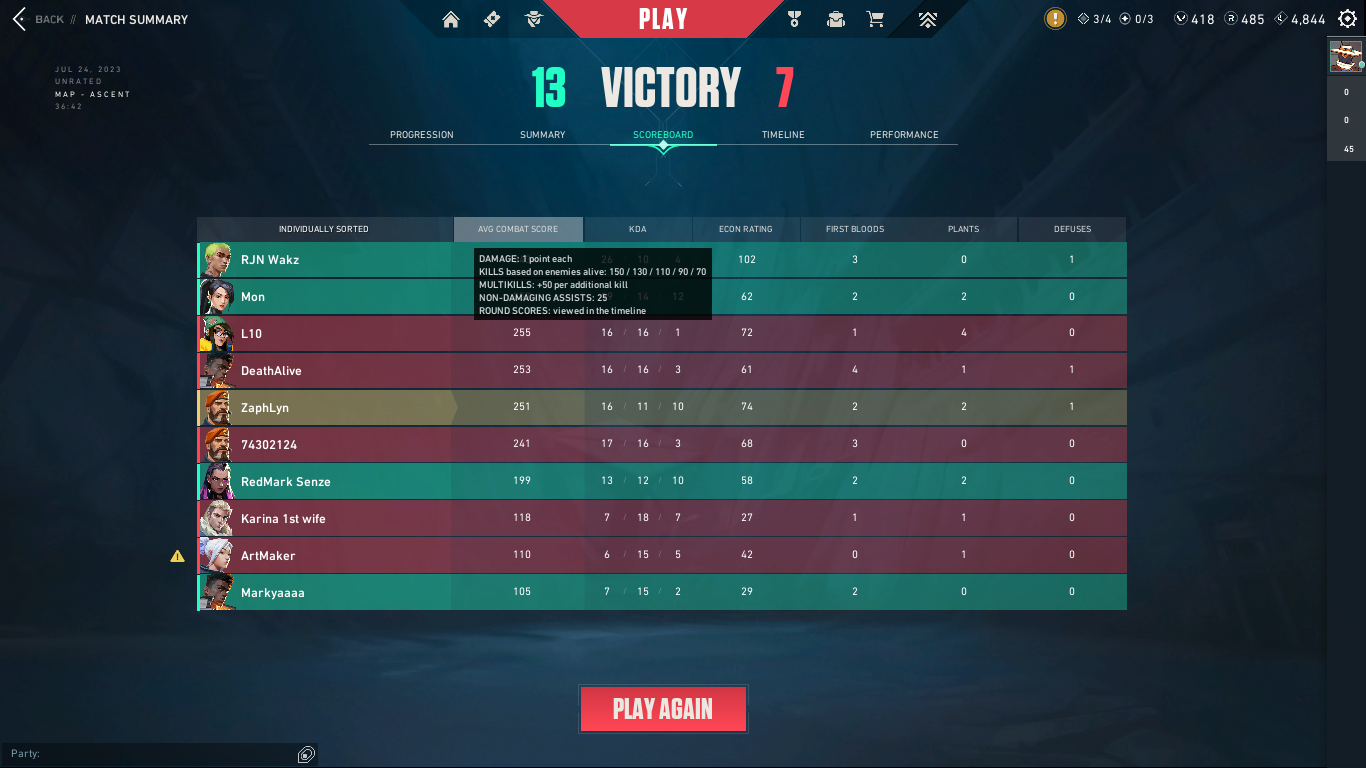 BACK // MATCH SUMMARY
PLAY
3/4 0/3 418 485 4,844
JUL 24, 2023
UNRATED
MAP - ASCENT
36:42
13 VICTORY 7
PROGRESSION SUMMARY SCOREBOARD TIMELINE PERFORMANCE
0
0
45
INDIVIDUALLY SORTED AVG COMBAT SCORE KDA ECON RATING FIRST BLOODS PLANTS DEFUSES
RJN Wakz 26 10 4 102 3 0 1
DAMAGE: 1 point each
KILLS based on enemies alive: 150 / 130 / 110 / 90 / 70
MULTIKILLS: +50 per additional kill
NON-DAMAGING ASSISTS: 25
ROUND SCORES: viewed in the timeline
Mon 14 12 62 2 2 0
L10 255 16 / 16 / 1 72 1 4 0
DeathAlive 253 16 / 16 / 3 61 4 1 1
ZaphLyn 251 16 / 11 / 10 74 2 2 1
74302124 241 17 / 16 / 3 68 3 0 0
RedMark Senze 199 13 / 12 / 10 58 2 2 0
Karina 1st wife 118 7 / 18 / 7 27 1 1 0
ArtMaker 110 6 / 15 / 5 42 0 1 0
Markyaaaa 105 7 / 15 / 2 29 2 0 0
PLAY AGAIN
Party: